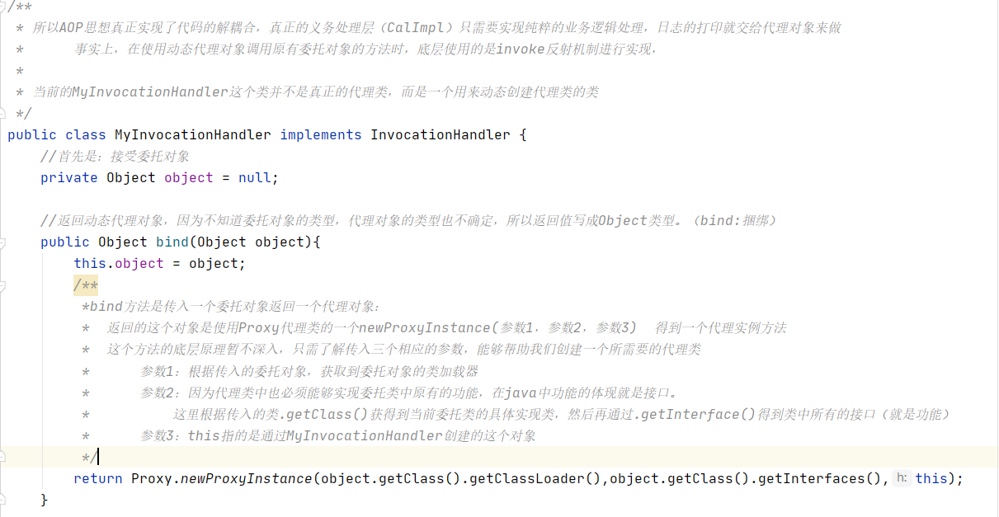 /**
* 所以AOP思想真正实现了代码的解耦合，真正的义务处理层（CalImpl）只需要实现纯粹的业务逻辑处理，日志的打印就交给代理对象来做
* 事实上，在使用动态代理对象调用原有委托对象的方法时，底层使用的是invoke反射机制进行实现，
*
* 当前的MyInvocationHandler这个类并不是真正的代理类，而是一个用来动态创建代理类的类
*/
public class MyInvocationHandler implements InvocationHandler {
//首先是：接受委托对象
private Object object = null;
//返回动态代理对象，因为不知道委托对象的类型，代理对象的类型也不确定，所以返回值写成Object类型。（bind:捆绑）
public Object bind(Object object){
this.object = object;
/**
*bind方法是传入一个委托对象返回一个代理对象：
* 返回的这个对象是使用Proxy代理类的一个newProxyInstance(参数1，参数2，参数3) 得到一个代理实例方法
* 这个方法的底层原理暂不深入，只需了解传入三个相应的参数，能够帮助我们创建一个所需要的代理类
* 参数1：根据传入的委托对象，获取到委托对象的类加载器
* 参数2：因为代理类中也必须能够实现委托类中原有的功能，在java中功能的体现就是接口。
* 这里根据传入的类.getClass()获得到当前委托类的具体实现类，然后再通过.getInterface()得到类中所有的接口（就是功能）
* 参数3：this指的是通过MyInvocationHandler创建的这个对象
*/
return Proxy.newProxyInstance(object.getClass().getClassLoader(),object.getClass().getInterfaces(), h: this);
}